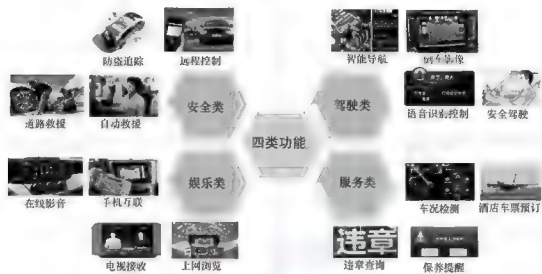 防盗追踪 远程控制 智能导航 倒车影像
安全类 驾驶类
道路救援 自动救援 语音识别控制 安全驾驶
四类功能
娱乐类 服务类
在线影音 手机互联 车况检测 酒店车票预订
违章
电视接收 上网浏览 违章查询 保养提醒